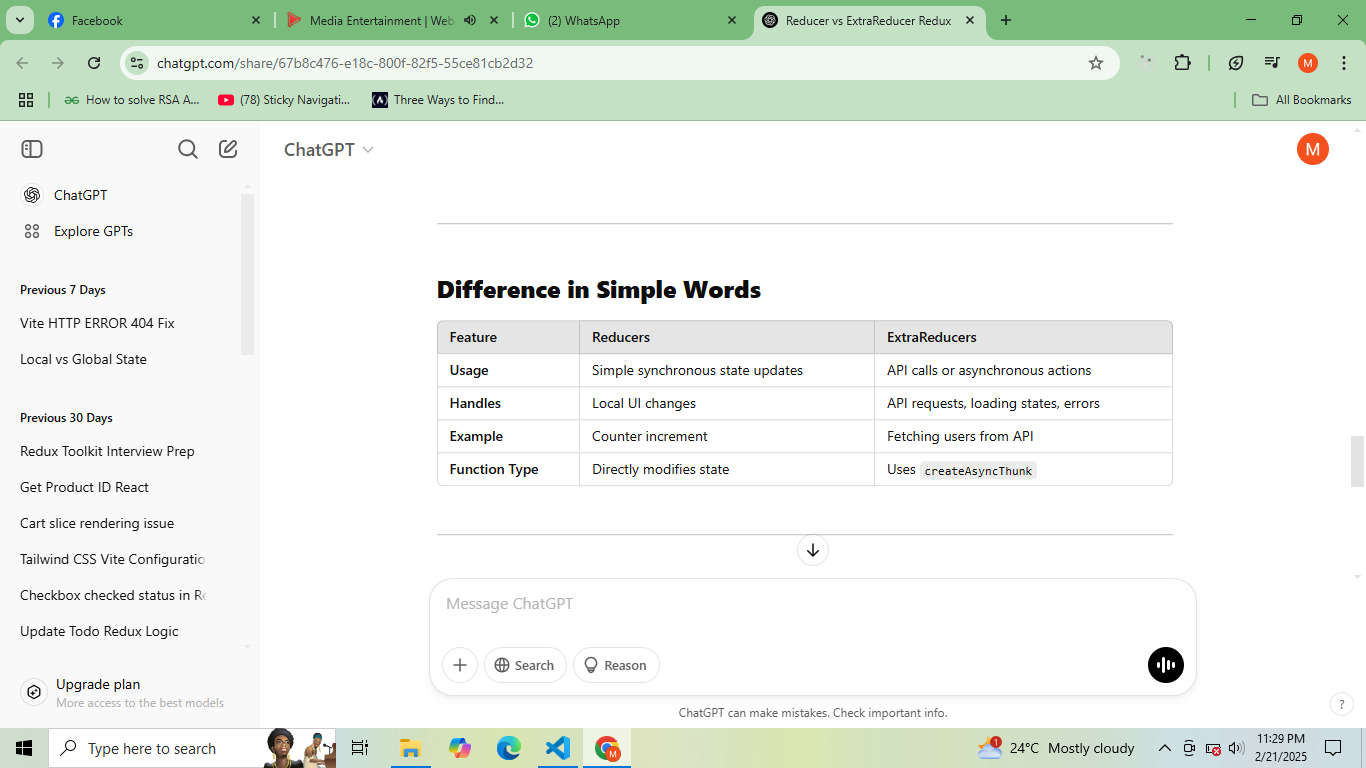 Facebook
Media Entertainment | Web
(2) WhatsApp
Reducer vs ExtraReducer Redux
chatgpt.com/share/67b8c476-e18c-800f-82f5-55ce81cb2d32
M
How to solve RSA A...
(78) Sticky Navigati...
Three Ways to Find...
All Bookmarks
ChatGPT
M
ChatGPT
Explore GPTs
Previous 7 Days
Vite HTTP ERROR 404 Fix
Local vs Global State
Previous 30 Days
Redux Toolkit Interview Prep
Get Product ID React
Cart slice rendering issue
Tailwind CSS Vite Configuratio
Checkbox checked status in Re
Update Todo Redux Logic
Upgrade plan
More access to the best models
Difference in Simple Words
Feature Reducers ExtraReducers
Usage Simple synchronous state updates API calls or asynchronous actions
Handles Local UI changes API requests, loading states, errors
Example Counter increment Fetching users from API
Function Type Directly modifies state Uses createAsyncThunk
Message ChatGPT
Search Reason
ChatGPT can make mistakes. Check important info.
?
Type here to search
M
1
24°C Mostly cloudy
11:29 PM
2/21/2025